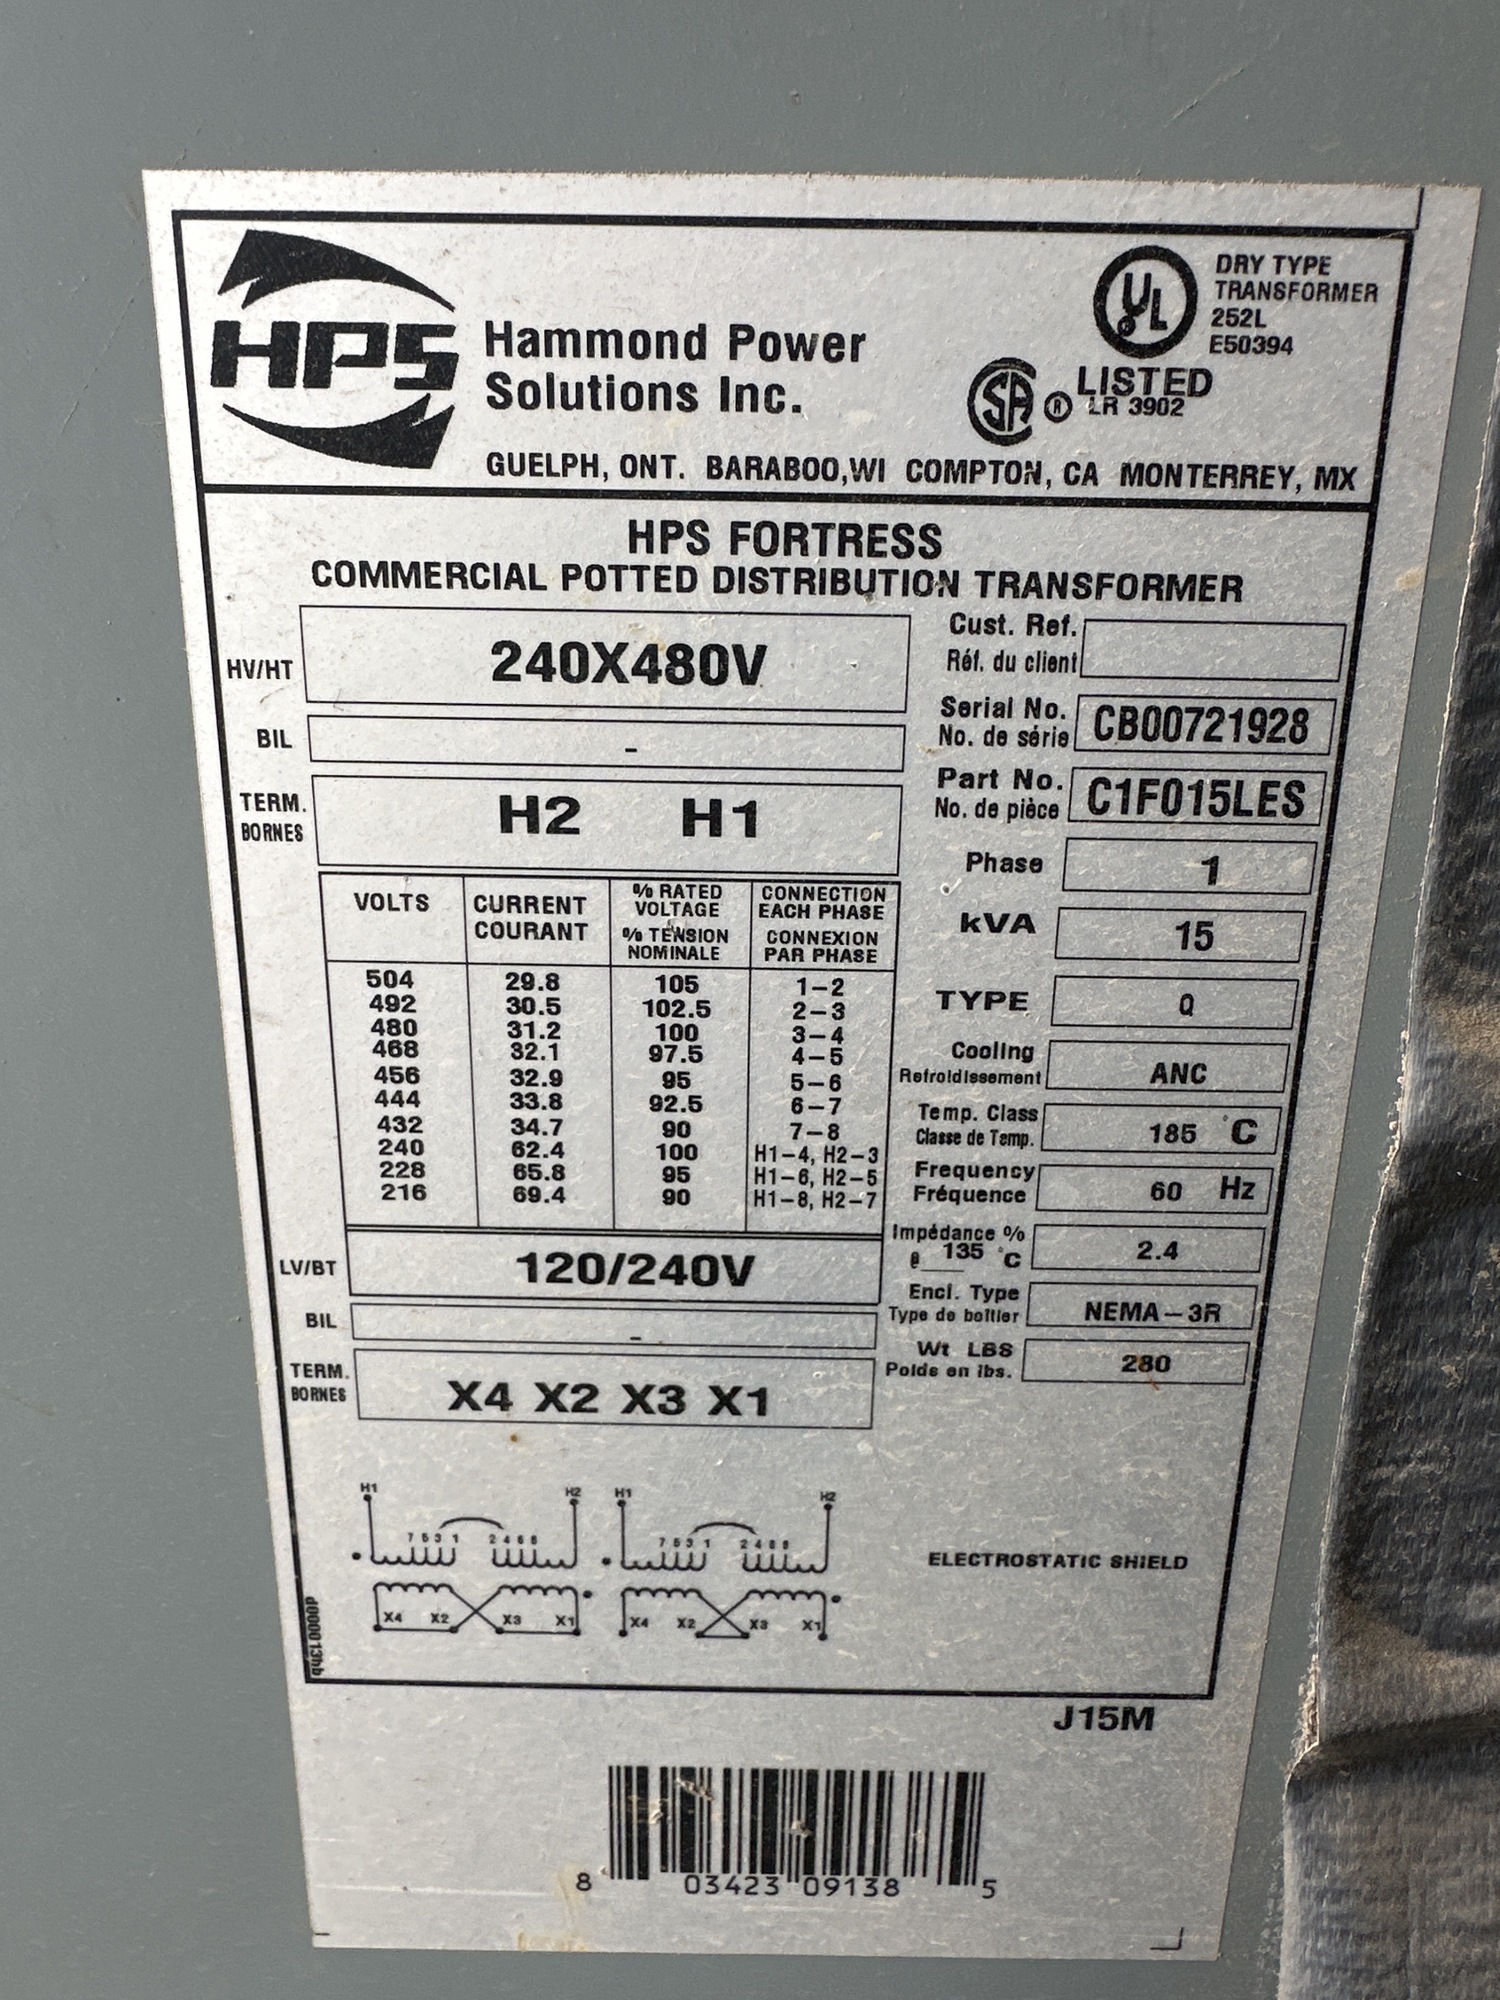 HPS
Hammond Power
Solutions Inc.
GUELPH, ONT. BARABOO,WI COMPTON, CA MONTERREY, MX
UL
DRY TYPE
TRANSFORMER
252L
E50394
SA ® LISTED
LR 3902
HPS FORTRESS
COMMERCIAL POTTED DISTRIBUTION TRANSFORMER
HV/HT 240X480V
BIL -
TERM.
BORNES
H2 H1
VOLTS CURRENT COURANT % RATED VOLTAGE % TENSION NOMINALE CONNECTION EACH PHASE CONNEXION PAR PHASE
504 29.8 105 1-2
492 30.5 102.5 2-3
480 31.2 100 3-4
468 32.1 97.5 4-5
456 32.9 95 5-6
444 33.8 92.5 6-7
432 34.7 90 7-8
240 62.4 100 H1-4, H2-3
228 65.8 95 H1-6, H2-5
216 69.4 90 H1-8, H2-7
LV/BT 120/240V
BIL -
TERM.
BORNES
X4 X2 X3 X1
Cust. Ref.
Réf. du client
Serial No.
No. de série
CB00721928
Part No.
No. de pièce
C1F015LES
Phase 1
kVA 15
TYPE Q
Cooling
Refroidissement
ANC
Temp. Class
Classe de Temp.
185 °C
Frequency
Fréquence
60 Hz
Impédance %
@ 135 °C
2.4
Encl. Type
Type de boîtier
NEMA-3R
Wt LBS
Poids en lbs.
280
H1 H2 H1 H2
7 5 3 1 2 4 6 8 7 5 3 1 2 4 6 8
X4 X2 X3 X1 X4 X2 X3 X1
ELECTROSTATIC SHIELD
J15M
8 03423 09138 5